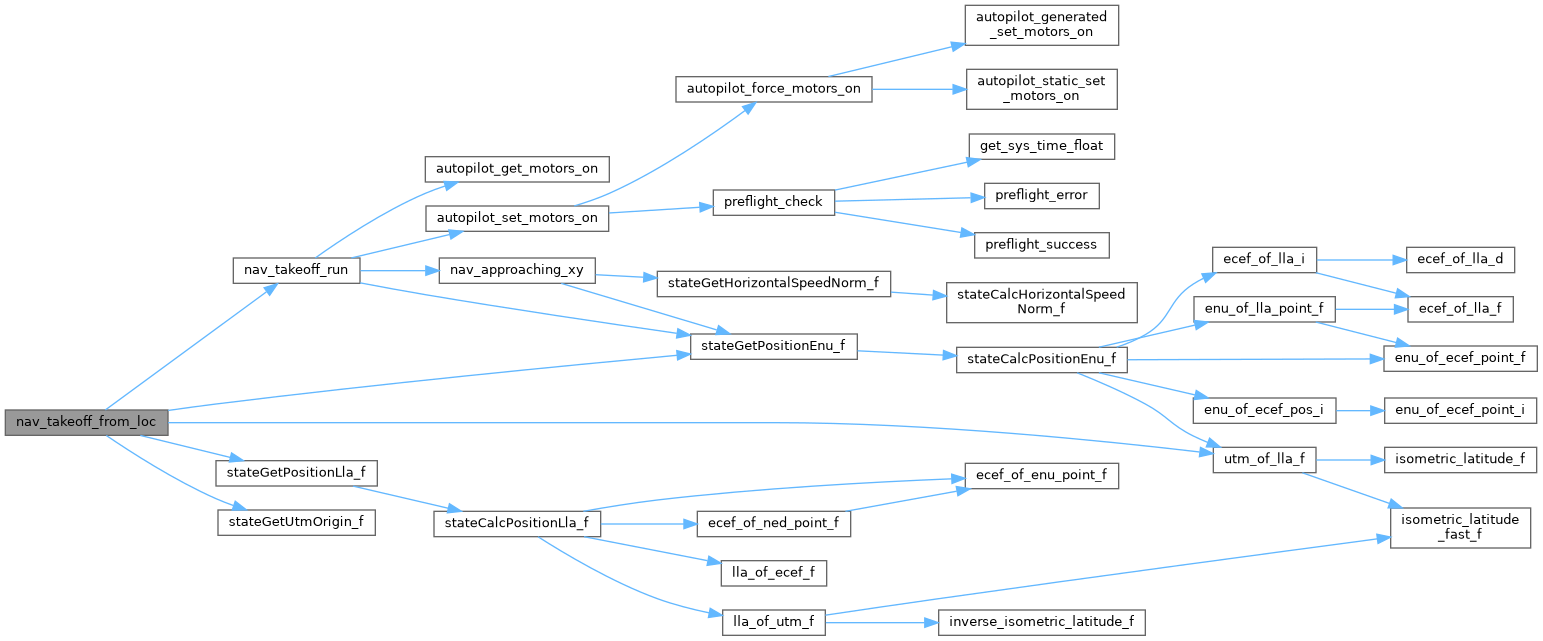 autopilot_generated
_set_motors_on
autopilot_force_motors_on
autopilot_static_set
_motors_on
get_sys_time_float
autopilot_get_motors_on
preflight_check
preflight_error
autopilot_set_motors_on
preflight_success
nav_takeoff_run
nav_approaching_xy
stateGetHorizontalSpeedNorm_f
stateCalcHorizontalSpeed
Norm_f
ecef_of_lla_i
ecef_of_lla_d
enu_of_lla_point_f
ecef_of_lla_f
stateGetPositionEnu_f
stateCalcPositionEnu_f
enu_of_ecef_point_f
enu_of_ecef_pos_i
enu_of_ecef_point_i
nav_takeoff_from_loc
utm_of_lla_f
isometric_latitude_f
stateGetPositionLla_f
ecef_of_enu_point_f
stateGetUtmOrigin_f
stateCalcPositionLla_f
ecef_of_ned_point_f
isometric_latitude
_fast_f
lla_of_ecef_f
lla_of_utm_f
inverse_isometric_latitude_f